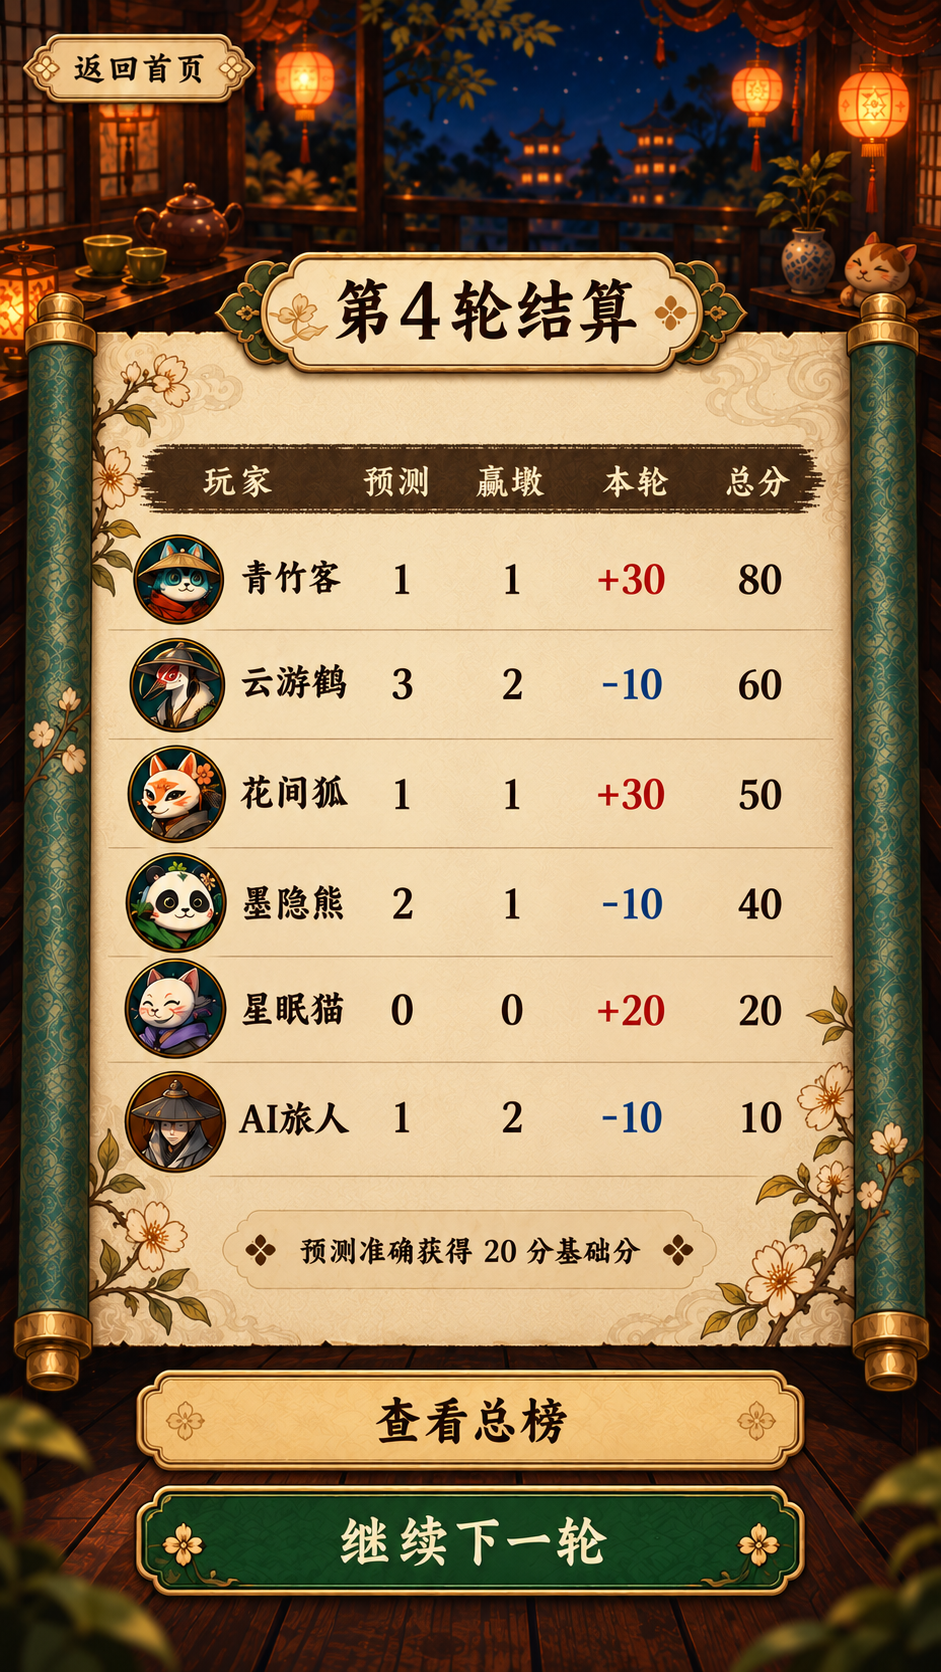 返回首页
第4轮结算
玩家 预测 赢墩 本轮 总分
青竹客 1 1 +30 80
云游鹤 3 2 -10 60
花间狐 1 1 +30 50
墨隐熊 2 1 -10 40
星眠猫 0 0 +20 20
AI旅人 1 2 -10 10
预测准确获得 20 分基础分
查看总榜
继续下一轮